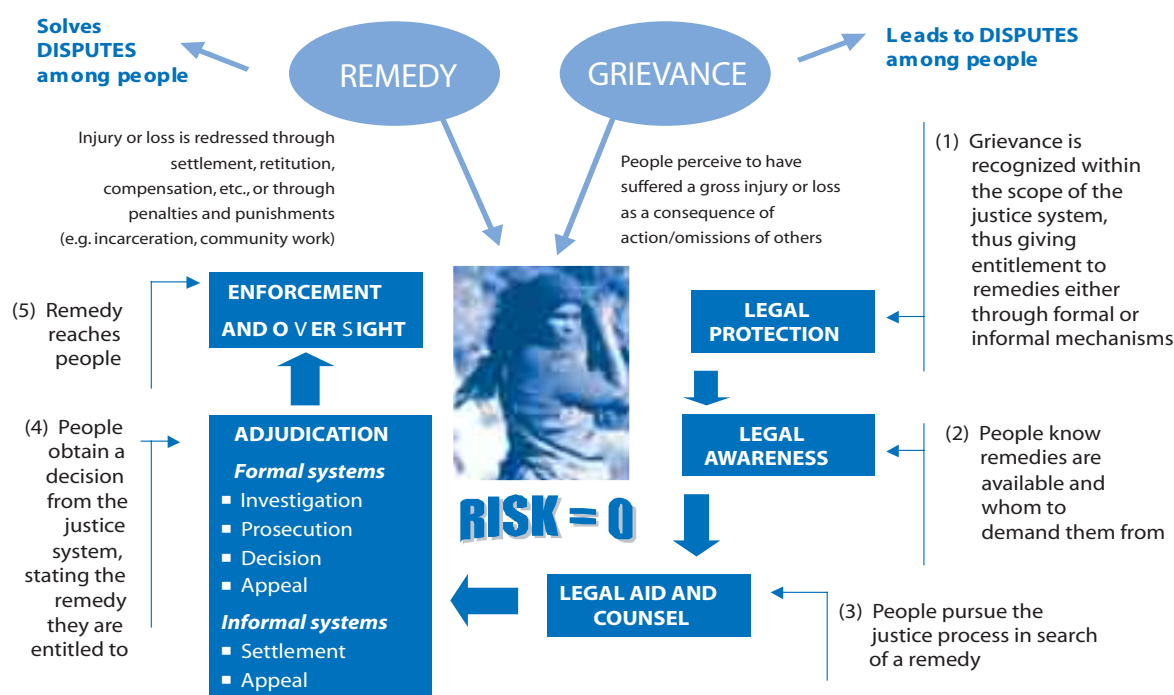 Solves
DISPUTES
among people
REMEDY
GRIEVANCE
Leads to DISPUTES
among people
Injury or loss is redressed through
settlement, retitution,
compensation, etc., or through
penalties and punishments
(e.g. incarceration, community work)
People perceive to have
suffered a gross injury or loss
as a consequence of
action/omissions of others
(1) Grievance is
recognized within
the scope of the
justice system,
thus giving
entitlement to
remedies either
through formal or
informal mechanisms
(5) Remedy
reaches
people
ENFORCEMENT
AND OVERSIGHT
LEGAL
PROTECTION
(4) People
obtain a
decision
from the
justice
system,
stating the
remedy
they are
entitled to
ADJUDICATION
Formal systems
■ Investigation
■ Prosecution
■ Decision
■ Appeal
Informal systems
■ Settlement
■ Appeal
RISK = 0
LEGAL
AWARENESS
(2) People know
remedies are
available and
whom to
demand them from
LEGAL AID AND
COUNSEL
(3) People pursue the
justice process in search
of a remedy